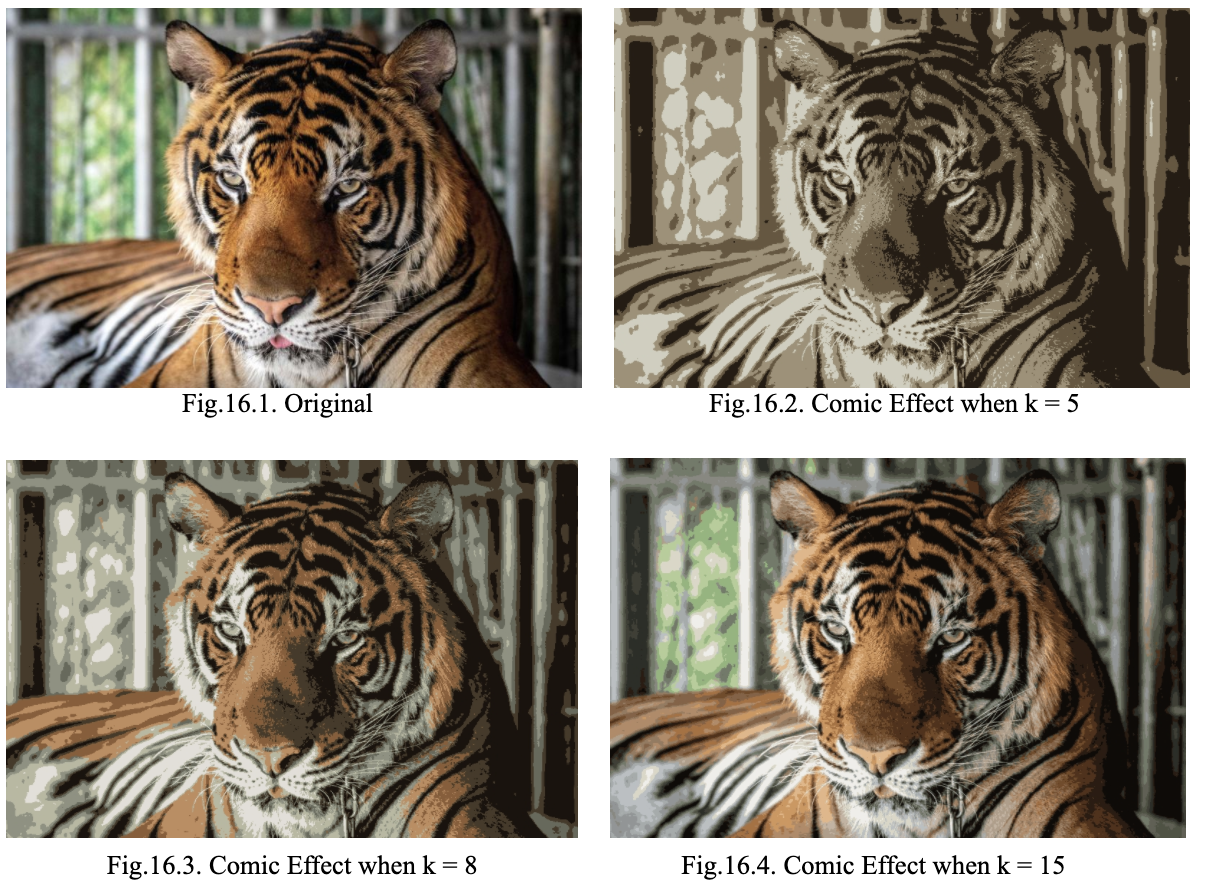 Fig.16.1. Original
Fig.16.2. Comic Effect when k = 5
Fig.16.3. Comic Effect when k = 8
Fig.16.4. Comic Effect when k = 15